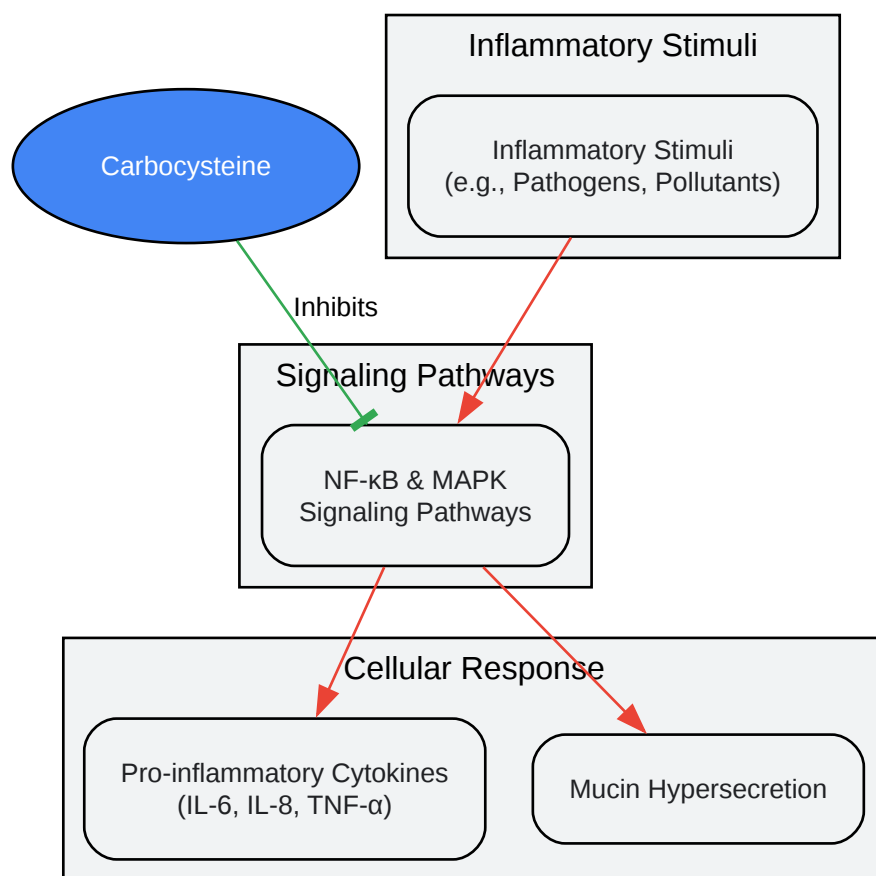 Inflammatory Stimuli
Carbocysteine
Inflammatory Stimuli
(e.g., Pathogens, Pollutants)
Inhibits
Signaling Pathways
NF-κB & MAPK
Signaling Pathways
Cellular Response
Pro-inflammatory Cytokines
(IL-6, IL-8, TNF-α)
Mucin Hypersecretion